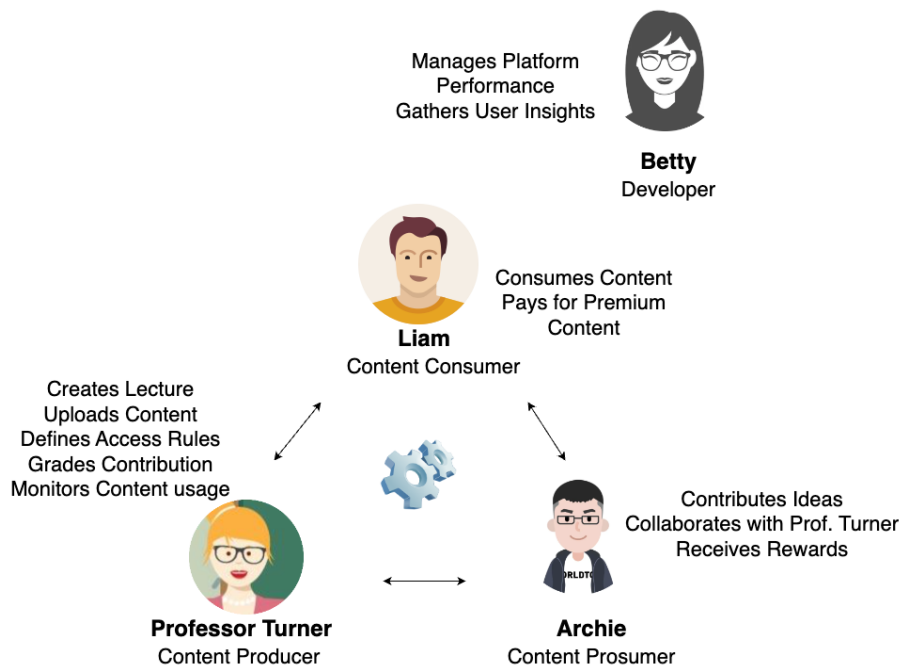 Manages Platform
Performance
Gathers User Insights
Betty
Developer
Consumes Content
Pays for Premium
Content
Liam
Content Consumer
Creates Lecture
Uploads Content
Defines Access Rules
Grades Contribution
Monitors Content usage
Contributes Ideas
Collaborates with Prof. Turner
Receives Rewards
ORLDTO
Professor Turner
Content Producer
Archie
Content Prosumer